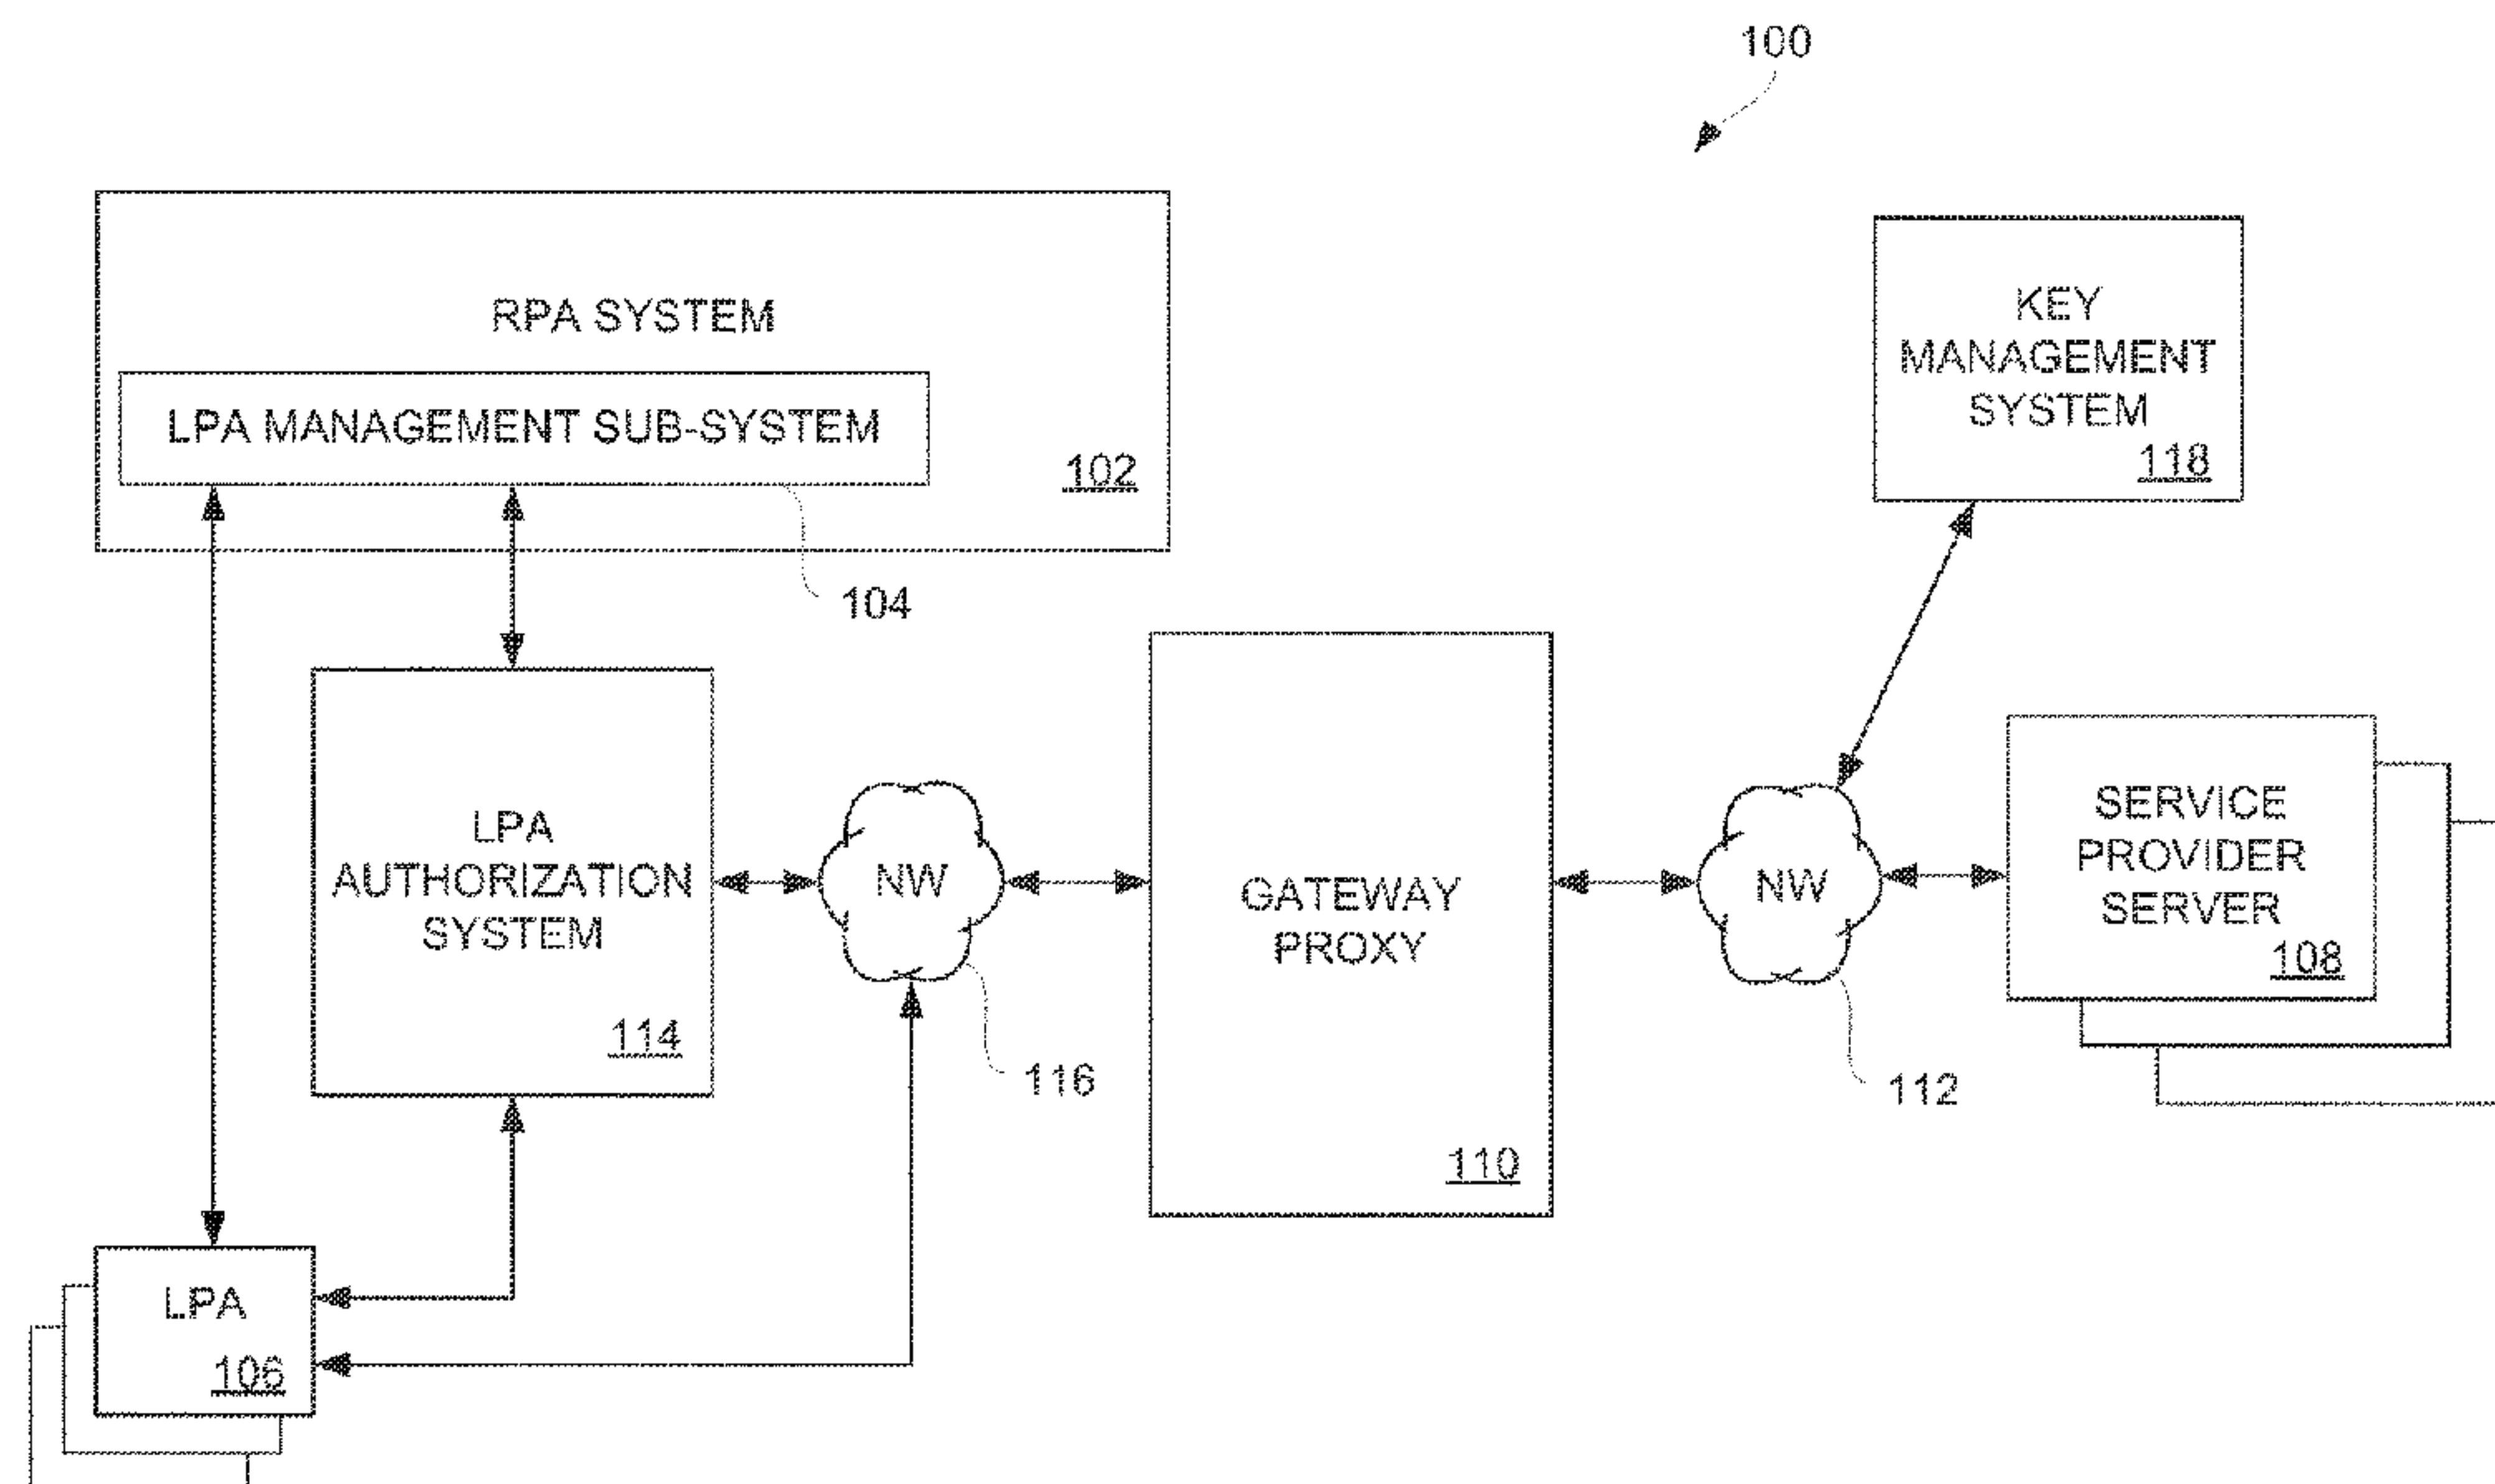 100
RPA SYSTEM
LPA MANAGEMENT SUB-SYSTEM
102
104
KEY
MANAGEMENT
SYSTEM
118
LPA
AUTHORIZATION
SYSTEM
114
NW
116
GATEWAY
PROXY
110
NW
112
SERVICE
PROVIDER
SERVER
108
LPA
106